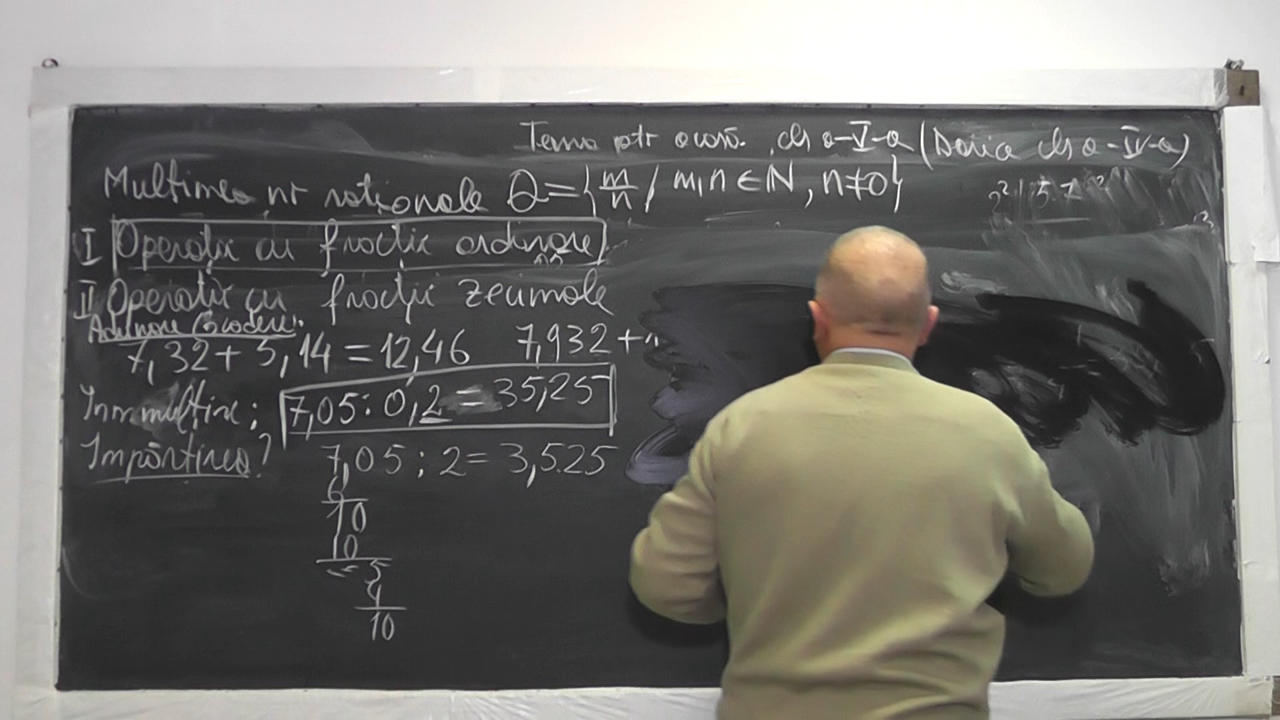 Tema ptr acasă. cls a-V-a (Daria cls a-IV-a)
Mulțimea nr raționale Q={m/n / m,n∈N, n≠0}
I Operații cu fracții ordinare
II Operații cu fracții zecimale
Adunare/Scădere.
7,32+5,14=12,46 7,932+
Înmulțire: 7,05:0,2=35,25
Împărțirea? 7,05:2=3,525
6
10
10
==5
4
10